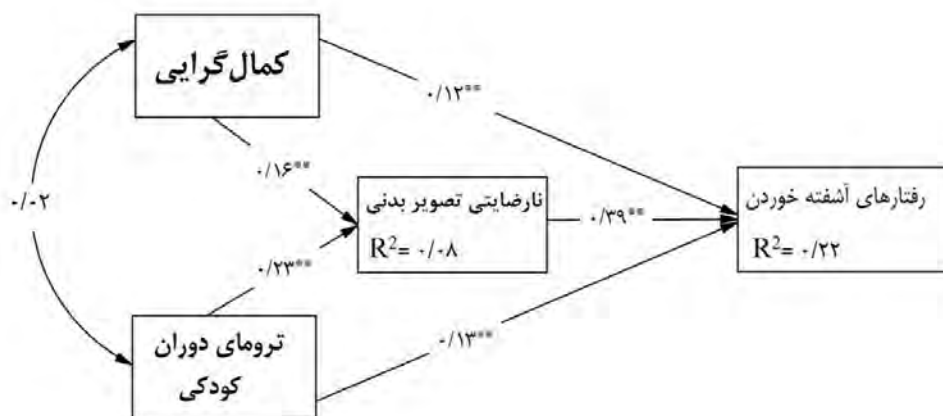 کمال‌گرایی
۰/۱۲**
۰/۱۶**
۰/۰۲
نارضایتی تصویر بدنی
R²= ۰/۰۸
۰/۳۹**
رفتارهای آشفته خوردن
R²= ۰/۲۲
۰/۲۳**
ترومای دوران
کودکی
۰/۱۳**